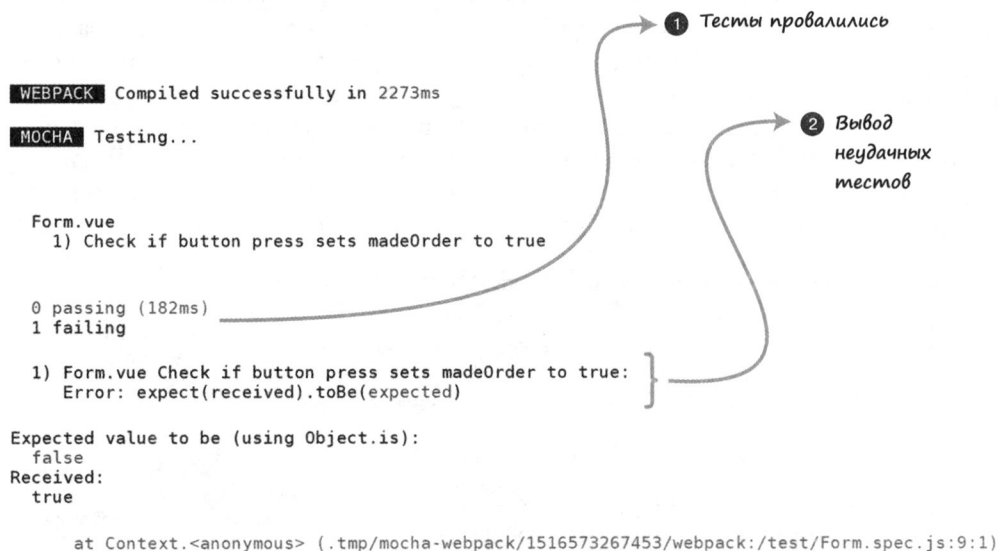 1 Тесты провалились
WEBPACK Compiled successfully in 2273ms
MOCHA Testing...
2 Вывод
неудачных
тестов
Form.vue
1) Check if button press sets madeOrder to true
0 passing (182ms)
1 failing
1) Form.vue Check if button press sets madeOrder to true:
Error: expect(received).toBe(expected)
Expected value to be (using Object.is):
false
Received:
true
at Context.<anonymous> (.tmp/mocha-webpack/1516573267453/webpack:/test/Form.spec.js:9:1)